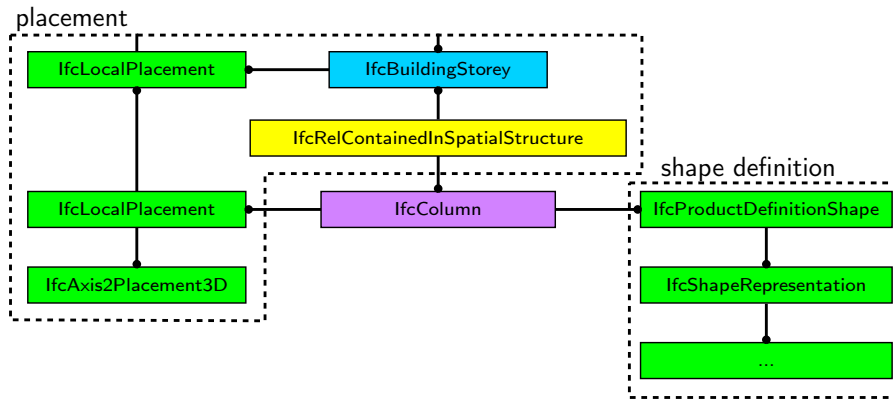 placement
IfcLocalPlacement
IfcBuildingStorey
IfcRelContainedInSpatialStructure
shape definition
IfcLocalPlacement
IfcColumn
IfcProductDefinitionShape
IfcAxis2Placement3D
IfcShapeRepresentation
...